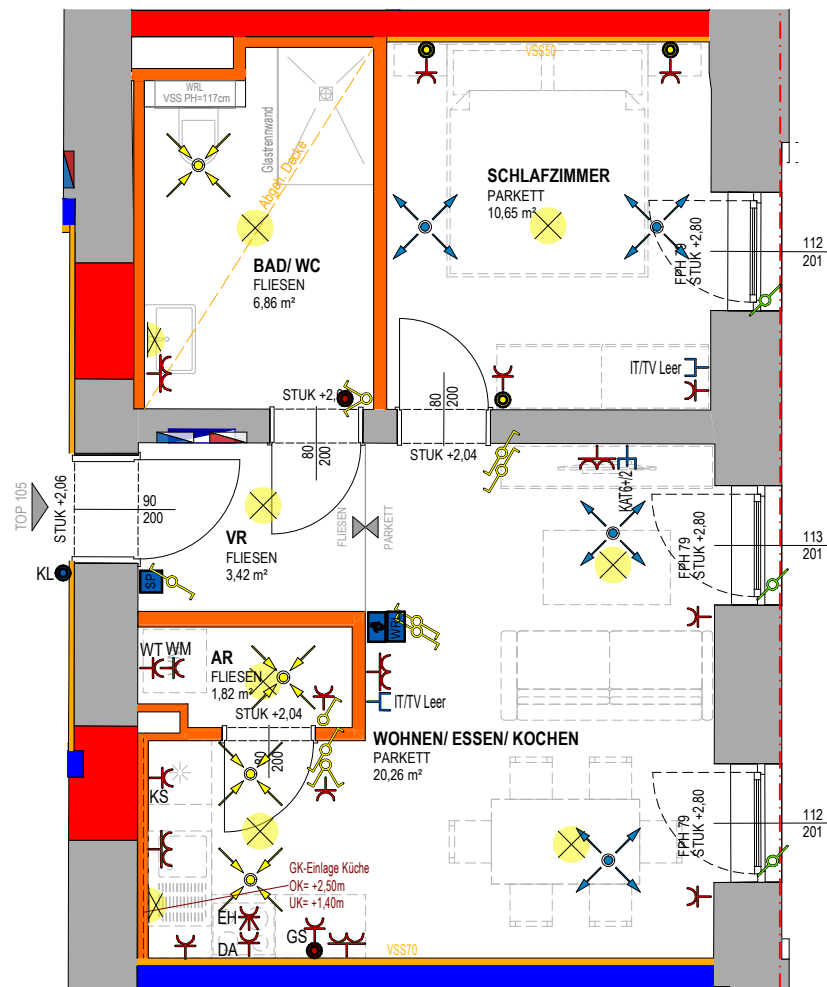 VSS50
WRL
VSS PH=117cm
Glastrennwand
Abgeh. Decke
SCHLAFZIMMER
PARKETT
10,65 m²
BAD/ WC
FLIESEN
6,86 m²
FPH 79
STUK +2,80
112
201
IT/TV Leer
STUK +2,0
80
200
80
200
STUK +2,04
TOP 105
STUK +2,06
90
200
VR
FLIESEN
3,42 m²
FLIESEN
PARKETT
KAT6+/2
FPH 79
STUK +2,80
113
201
KL
SP
WRL
WT
WM
AR
FLIESEN
1,82 m²
STUK +2,04
80
200
IT/TV Leer
WOHNEN/ ESSEN/ KOCHEN
PARKETT
20,26 m²
KS
FPH 79
STUK +2,80
112
201
GK-Einlage Küche
OK= +2,50m
UK= +1,40m
EH
DA
GS
VSS70